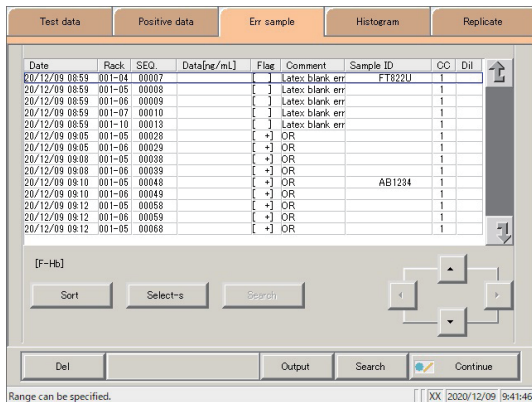 Test data Positive data Err sample Histogram Replicate
Date Rack SEQ. Data[ng/mL] Flag Comment Sample ID CC Dil
20/12/09 08:59 001-04 00007 [ ] Latex blank err FT822U 1
20/12/09 08:59 001-05 00008 [ ] Latex blank err 1
20/12/09 08:59 001-06 00009 [ ] Latex blank err 1
20/12/09 08:59 001-07 00010 [ ] Latex blank err 1
20/12/09 08:59 001-10 00013 [ ] Latex blank err 1
20/12/09 09:05 001-05 00028 [ +] OR 1
20/12/09 09:05 001-06 00029 [ +] OR 1
20/12/09 09:08 001-05 00038 [ +] OR 1
20/12/09 09:08 001-06 00039 [ +] OR 1
20/12/09 09:10 001-05 00048 [ +] OR AB1234 1
20/12/09 09:10 001-06 00049 [ +] OR 1
20/12/09 09:12 001-05 00058 [ +] OR 1
20/12/09 09:12 001-06 00059 [ +] OR 1
20/12/09 09:12 001-05 00068 [ +] OR 1
[F-Hb]
Sort Select-s Search
Del Output Search Continue
Range can be specified. XX 2020/12/09 9:41:46